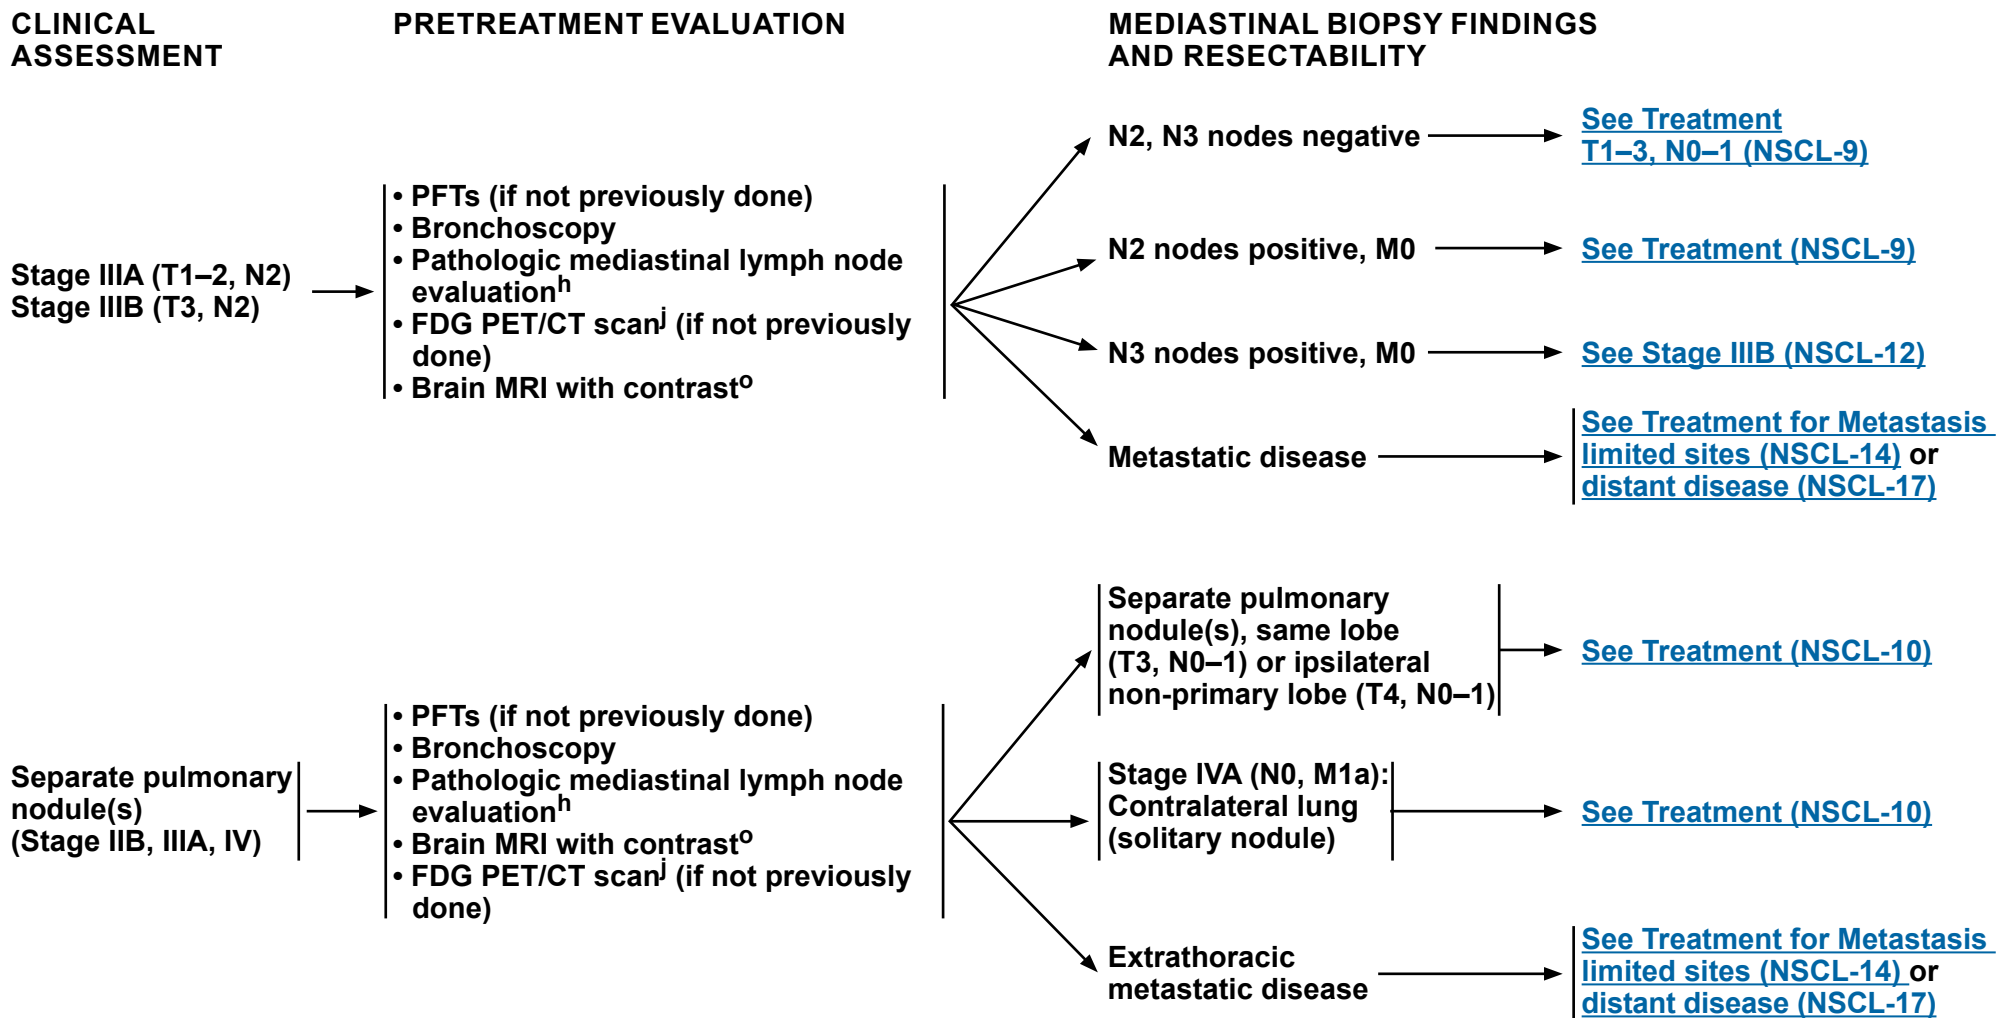 CLINICAL
ASSESSMENT
PRETREATMENT EVALUATION
MEDIASTINAL BIOPSY FINDINGS
AND RESECTABILITY
Stage IIIA (T1–2, N2)
Stage IIIB (T3, N2)
• PFTs (if not previously done)
• Bronchoscopy
• Pathologic mediastinal lymph node
evaluationʰ
• FDG PET/CT scanʲ (if not previously
done)
• Brain MRI with contrastᵒ
N2, N3 nodes negative
See Treatment
T1–3, N0–1 (NSCL-9)
N2 nodes positive, M0
See Treatment (NSCL-9)
N3 nodes positive, M0
See Stage IIIB (NSCL-12)
Metastatic disease
See Treatment for Metastasis
limited sites (NSCL-14) or
distant disease (NSCL-17)
Separate pulmonary
nodule(s)
(Stage IIB, IIIA, IV)
• PFTs (if not previously done)
• Bronchoscopy
• Pathologic mediastinal lymph node
evaluationʰ
• Brain MRI with contrastᵒ
• FDG PET/CT scanʲ (if not previously
done)
Separate pulmonary
nodule(s), same lobe
(T3, N0–1) or ipsilateral
non-primary lobe (T4, N0–1)
See Treatment (NSCL-10)
Stage IVA (N0, M1a):
Contralateral lung
(solitary nodule)
See Treatment (NSCL-10)
Extrathoracic
metastatic disease
See Treatment for Metastasis
limited sites (NSCL-14) or
distant disease (NSCL-17)